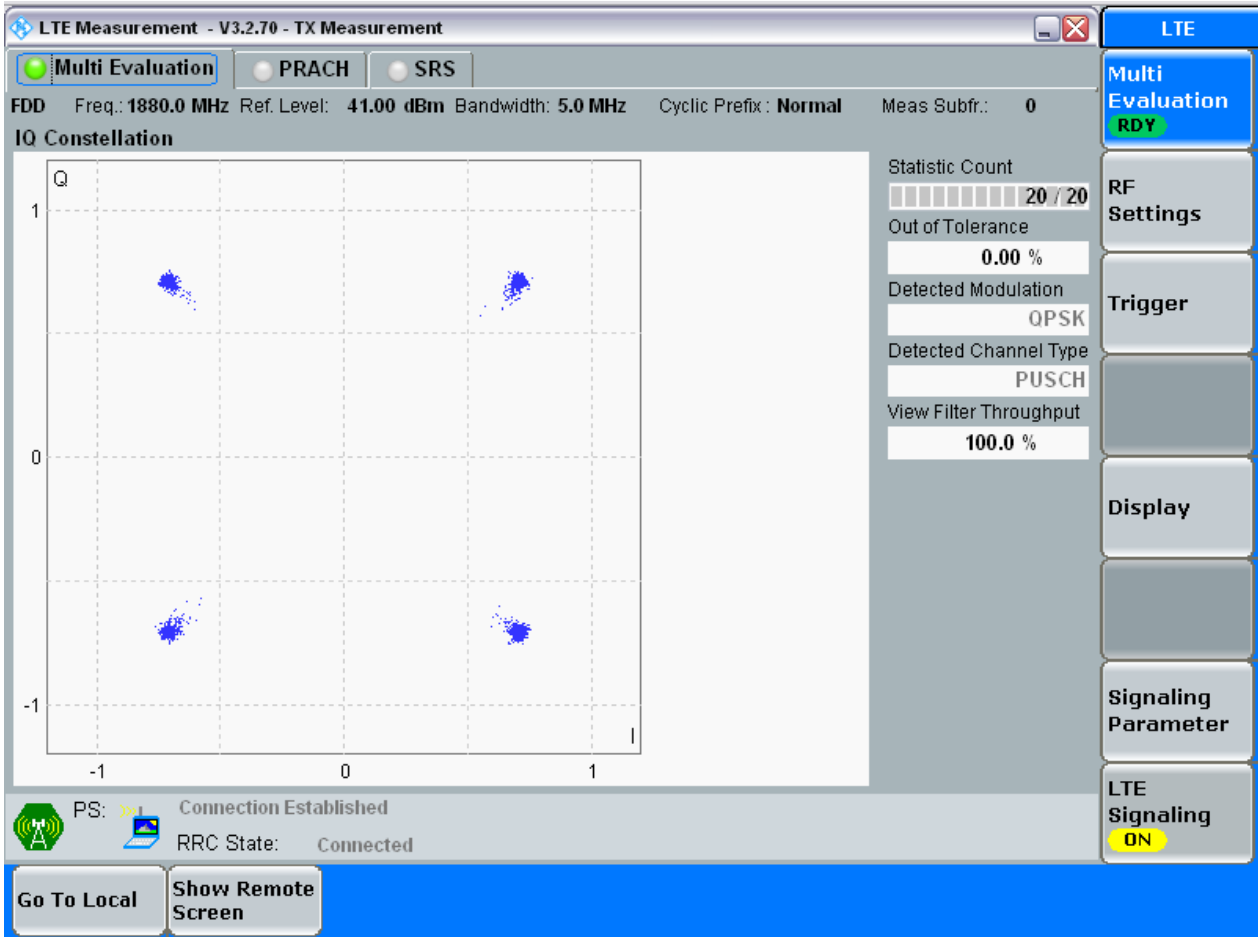 LTE Measurement - V3.2.70 - TX Measurement
LTE
Multi Evaluation PRACH SRS
FDD Freq.: 1880.0 MHz Ref. Level: 41.00 dBm Bandwidth: 5.0 MHz Cyclic Prefix : Normal Meas Subfr.: 0
IQ Constellation
Q
1
0
-1
I
-1 0 1
Statistic Count
20 / 20
Out of Tolerance
0.00 %
Detected Modulation
QPSK
Detected Channel Type
PUSCH
View Filter Throughput
100.0 %
Multi
Evaluation
RDY
RF
Settings
Trigger
Display
Signaling
Parameter
LTE
Signaling
ON
PS: Connection Established
RRC State: Connected
Go To Local
Show Remote
Screen